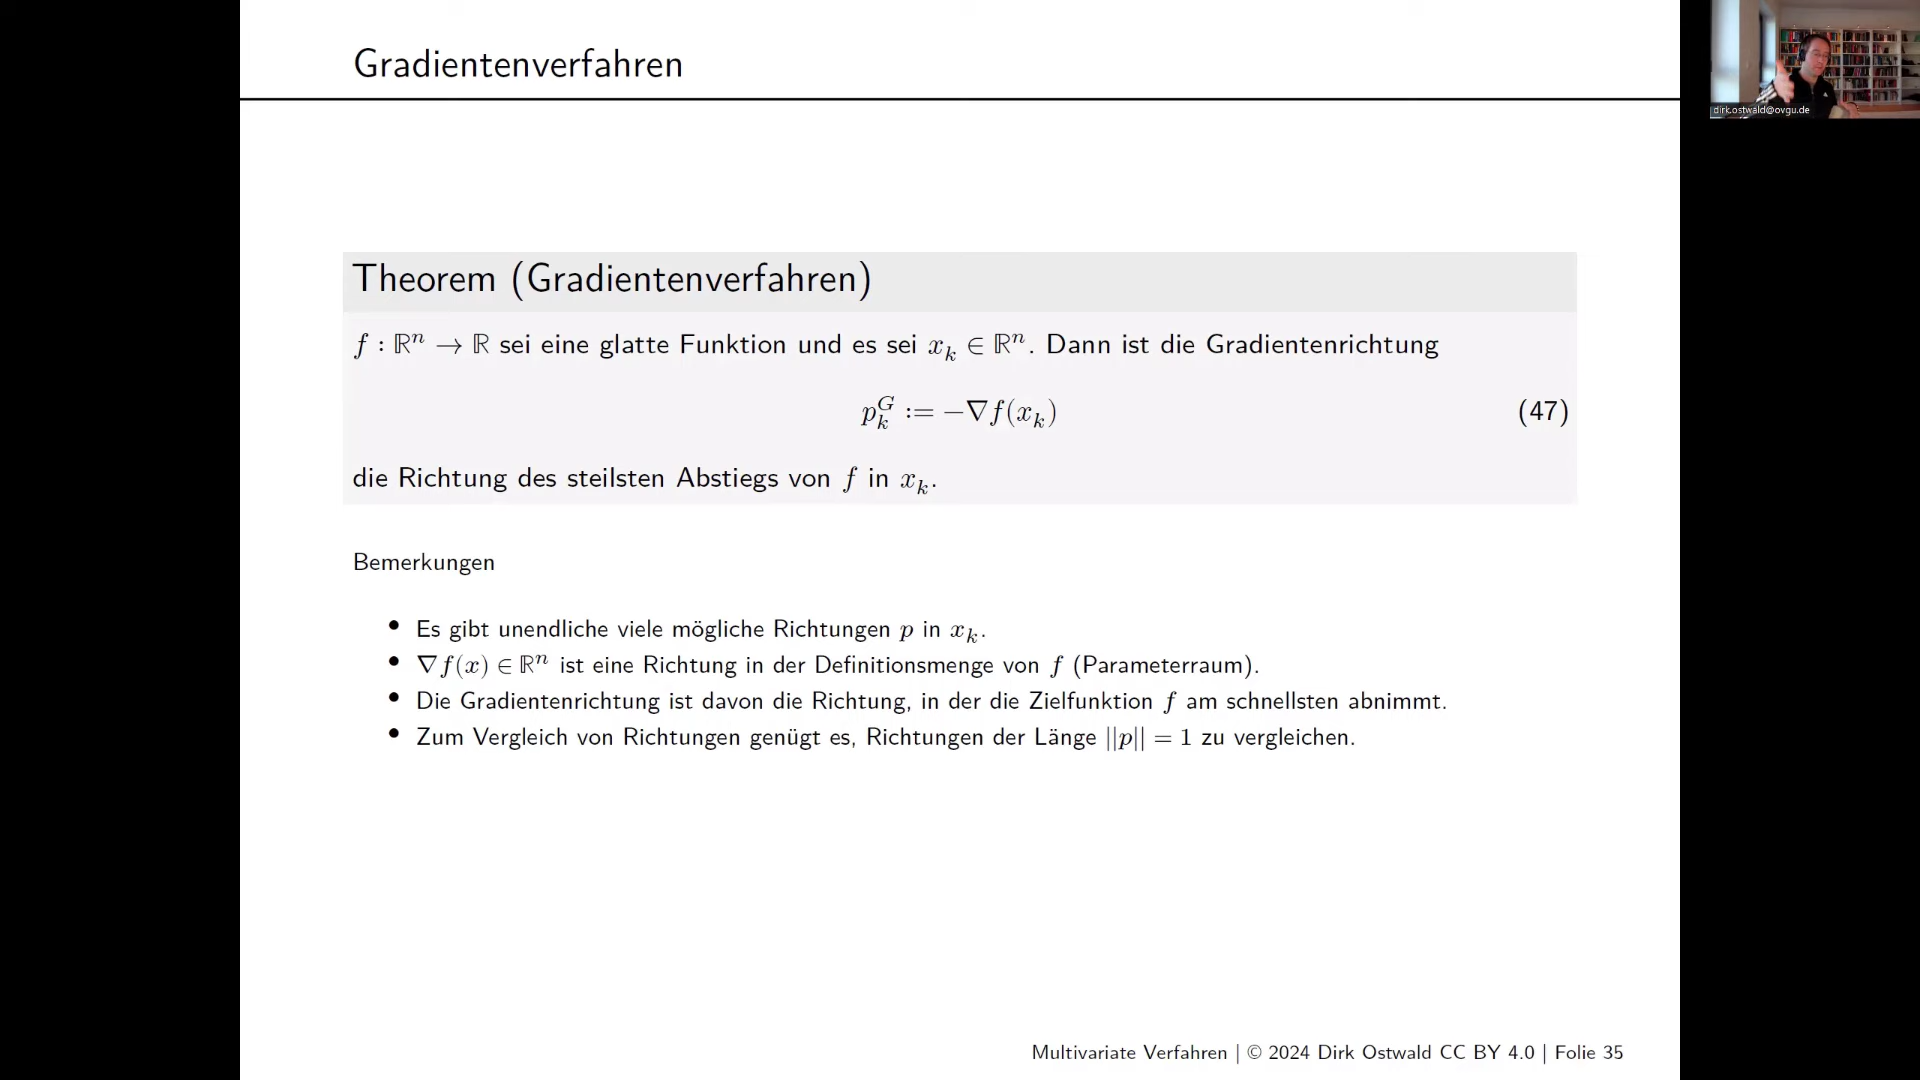 Gradientenverfahren
dirk.ostwald@ovgu.de
Theorem (Gradientenverfahren)
f : ℝⁿ → ℝ sei eine glatte Funktion und es sei xₖ ∈ ℝⁿ. Dann ist die Gradientenrichtung
pₖᴳ := −∇f(xₖ) (47)
die Richtung des steilsten Abstiegs von f in xₖ.
Bemerkungen
• Es gibt unendliche viele mögliche Richtungen p in xₖ.
• ∇f(x) ∈ ℝⁿ ist eine Richtung in der Definitionsmenge von f (Parameterraum).
• Die Gradientenrichtung ist davon die Richtung, in der die Zielfunktion f am schnellsten abnimmt.
• Zum Vergleich von Richtungen genügt es, Richtungen der Länge ||p|| = 1 zu vergleichen.
Multivariate Verfahren | © 2024 Dirk Ostwald CC BY 4.0 | Folie 35